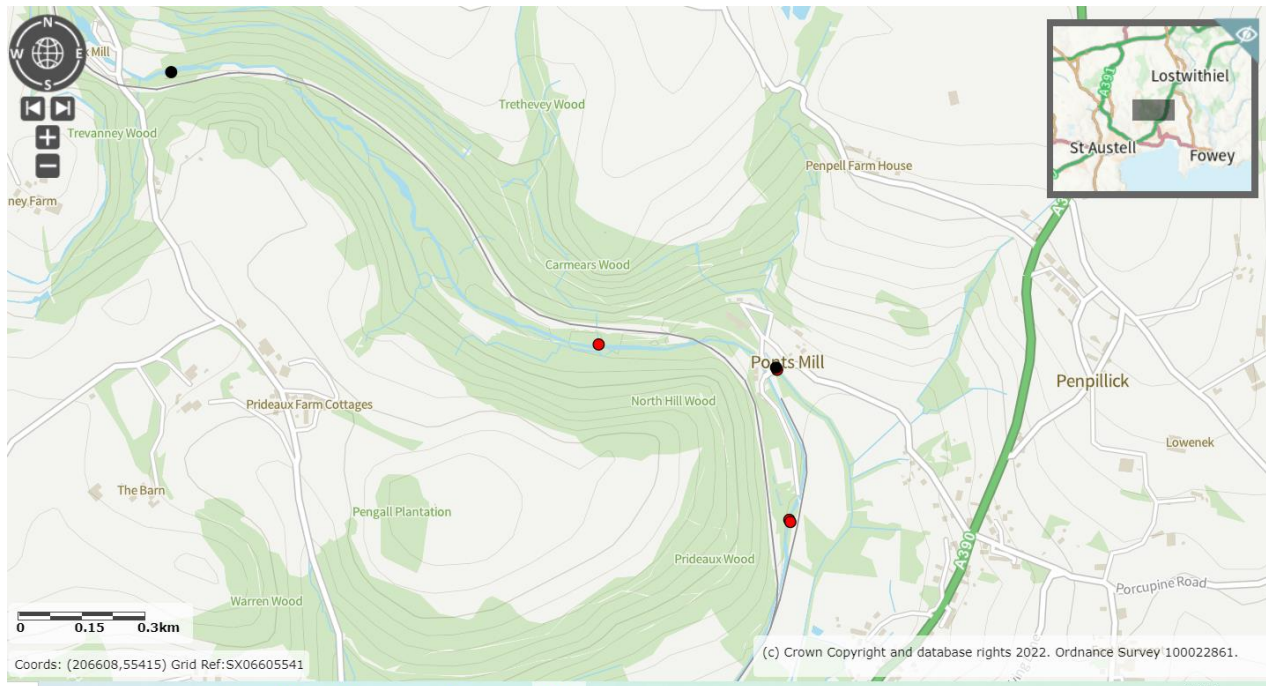 N
W
E
S
Mill
Trevanney Wood
ney Farm
Trethevey Wood
Penpell Farm House
A391
Lostwithiel
St Austell
Fowey
Carmears Wood
Ponts Mill
Penpillick
North Hill Wood
Prideaux Farm Cottages
Lowenek
The Barn
Pengall Plantation
Prideaux Wood
A390
Porcupine Road
Warren Wood
0 0.15 0.3km
Coords: (206608,55415) Grid Ref:SX06605541
(c) Crown Copyright and database rights 2022. Ordnance Survey 100022861.